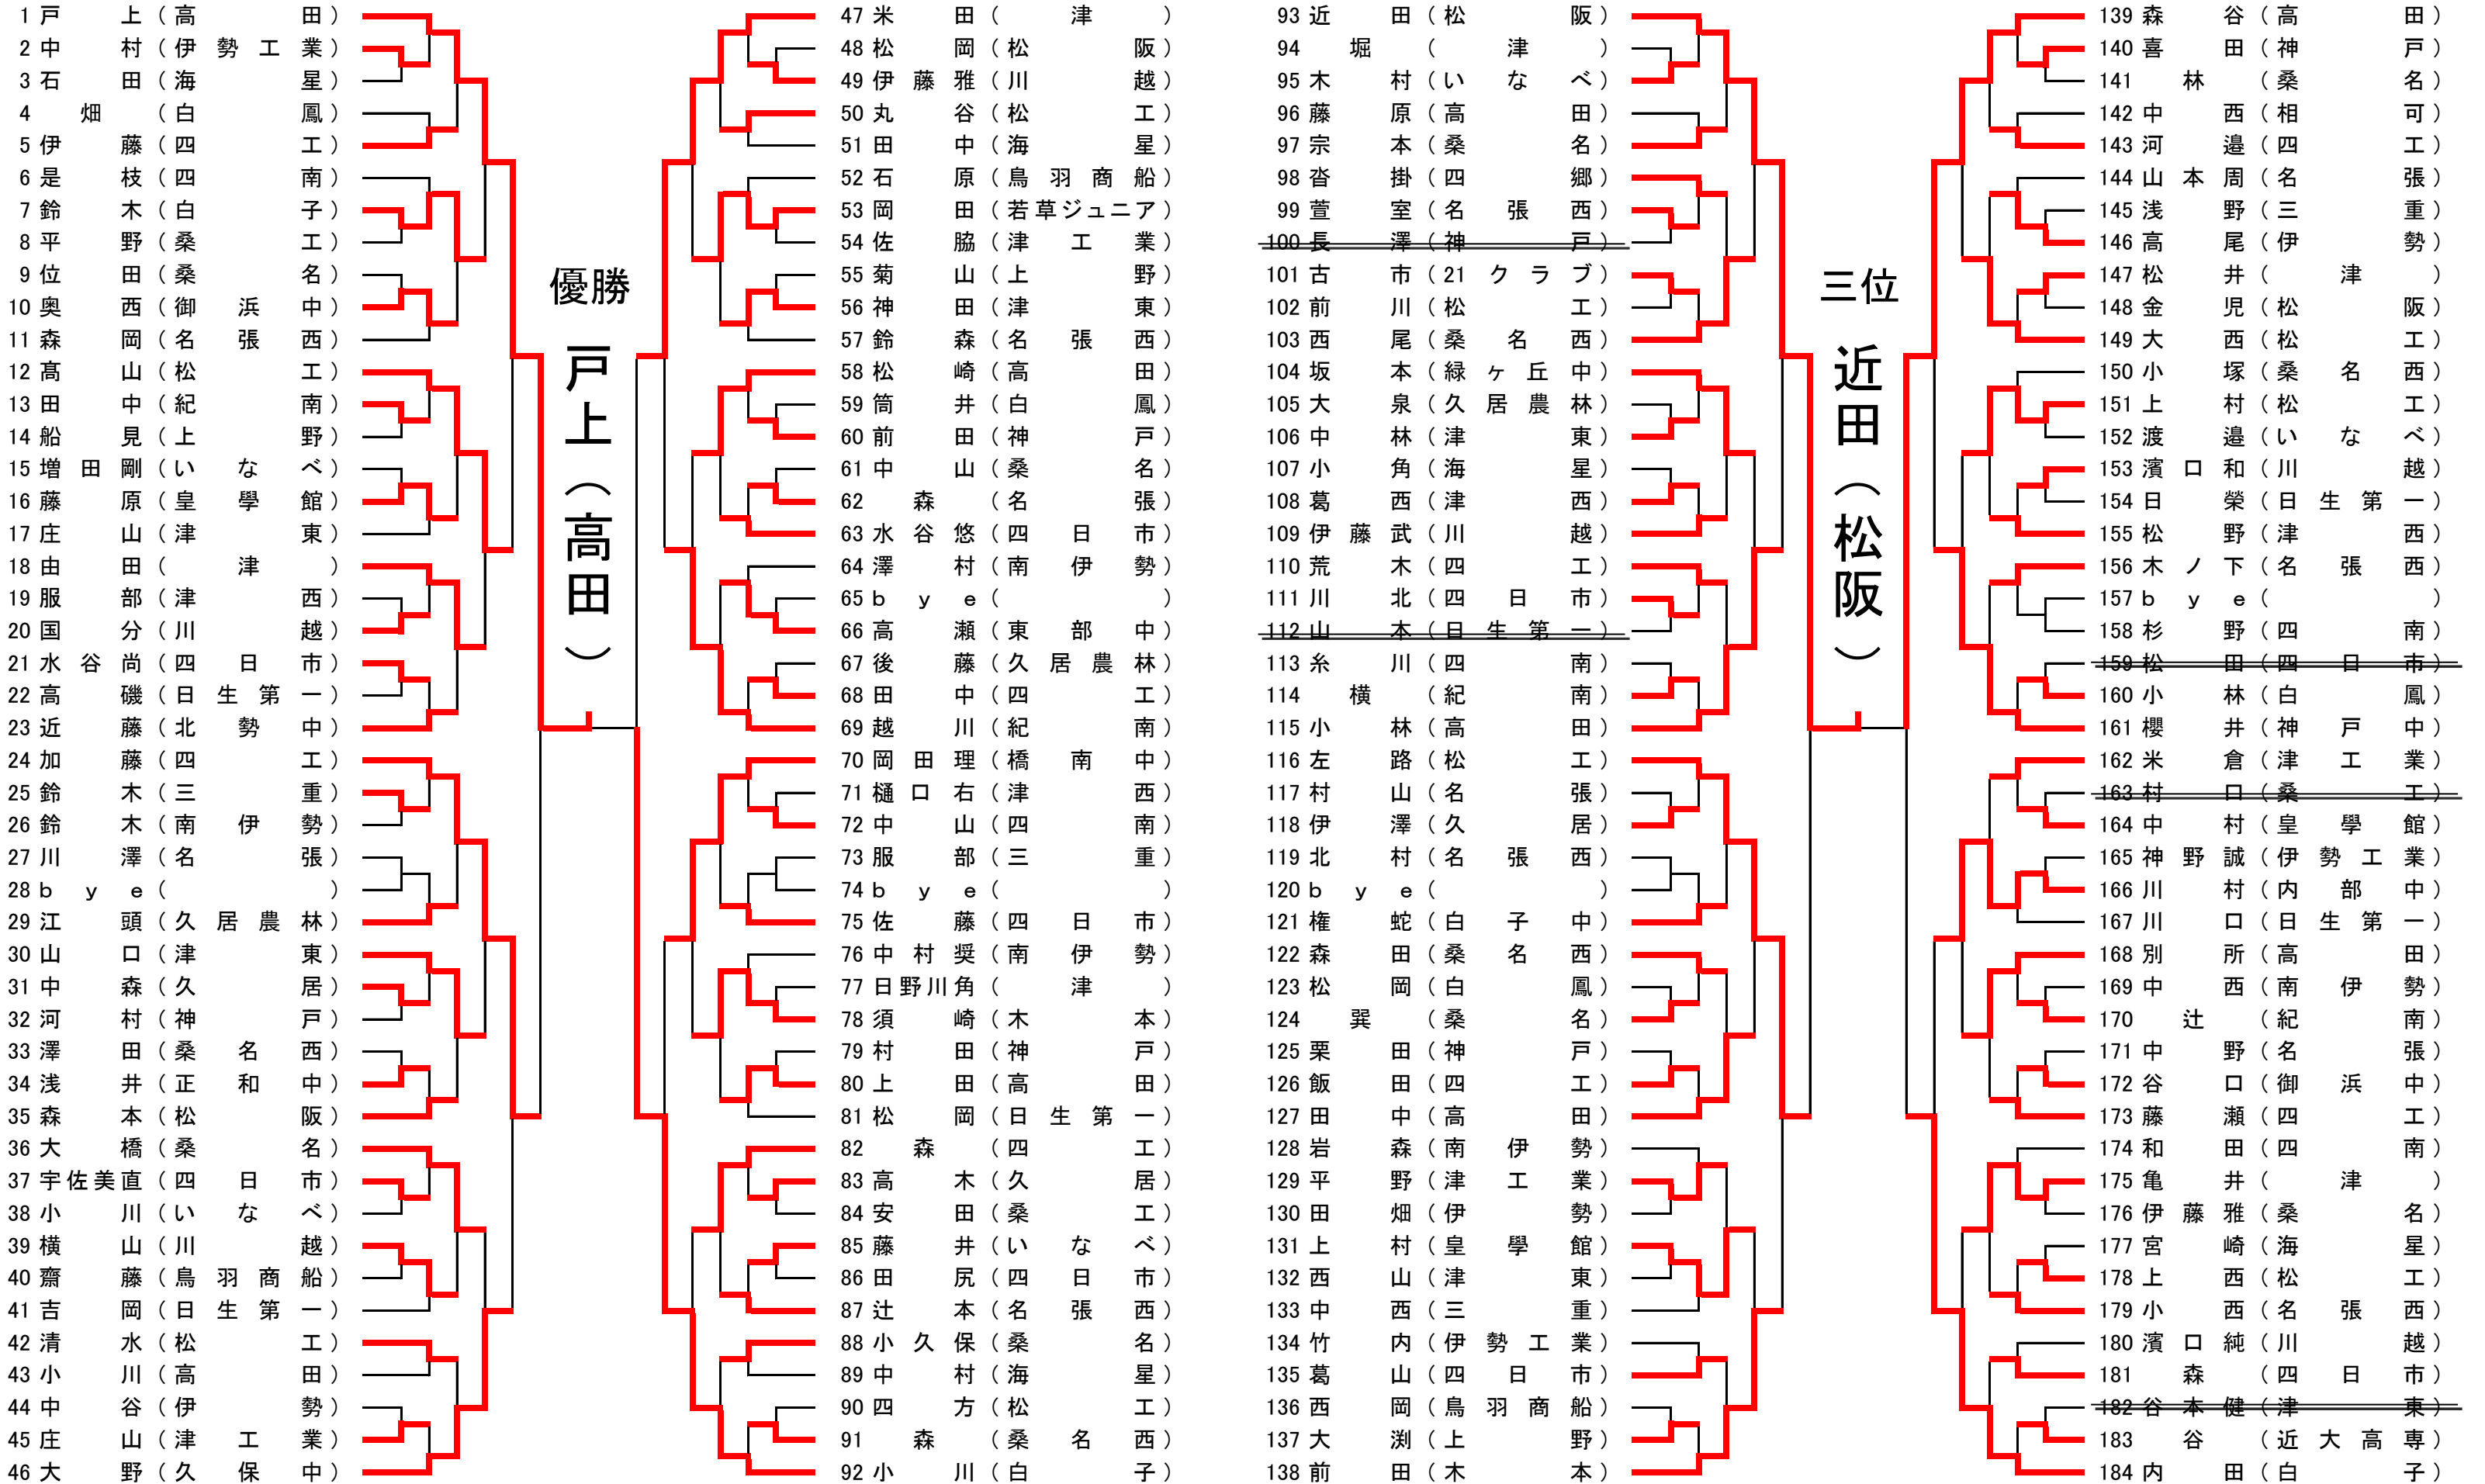 1 戸上（高田）
2 中村（伊勢工業）
3 石田（海星）
4 畑（白鳳）
5 伊藤（四工）
6 是枝（四南）
7 鈴木（白子）
8 平野（桑工）
9 位田（桑名）
10 奥西（御浜中）
11 森岡（名張西）
12 髙山（松工）
13 田中（紀南）
14 船見（上野）
15 増田剛（いなべ）
16 藤原（皇學館）
17 庄山（津東）
18 由田（津）
19 服部（津西）
20 国分（川越）
21 水谷尚（四日市）
22 高磯（日生第一）
23 近藤（北勢中）
24 加藤（四工）
25 鈴木（三重）
26 鈴木（南伊勢）
27 川澤（名張）
28 ｂｙｅ（）
29 江頭（久居農林）
30 山口（津東）
31 中森（久居）
32 河村（神戸）
33 澤田（桑名西）
34 浅井（正和中）
35 森本（松阪）
36 大橋（桑名）
37 宇佐美直（四日市）
38 小川（いなべ）
39 横山（川越）
40 齋藤（鳥羽商船）
41 吉岡（日生第一）
42 清水（松工）
43 小川（高田）
44 中谷（伊勢）
45 庄山（津工業）
46 大野（久保中）
優勝
戸上（高田）
47 米田（津）
48 松岡（松阪）
49 伊藤雅（川越）
50 丸谷（松工）
51 田中（海星）
52 石原（鳥羽商船）
53 岡田（若草ジュニア）
54 佐脇（津工業）
55 菊山（上野）
56 神田（津東）
57 鈴森（名張西）
58 松崎（高田）
59 筒井（白鳳）
60 前田（神戸）
61 中山（桑名）
62 森（名張）
63 水谷悠（四日市）
64 澤村（南伊勢）
65 ｂｙｅ（）
66 高瀬（東部中）
67 後藤（久居農林）
68 田中（四工）
69 越川（紀南）
70 岡田理（橋南中）
71 樋口右（津西）
72 中山（四南）
73 服部（三重）
74 ｂｙｅ（）
75 佐藤（四日市）
76 中村奨（南伊勢）
77 日野川角（津）
78 須崎（木本）
79 村田（神戸）
80 上田（高田）
81 松岡（日生第一）
82 森（四工）
83 高木（久居）
84 安田（桑工）
85 藤井（いなべ）
86 田尻（四日市）
87 辻本（名張西）
88 小久保（桑名）
89 中村（海星）
90 四方（松工）
91 森（桑名西）
92 小川（白子）
93 近田（松阪）
94 堀（津）
95 木村（いなべ）
96 藤原（高田）
97 宗本（桑名）
98 沓掛（四郷）
99 萱室（名張西）
100 長澤（神戸）
101 古市（21クラブ）
102 前川（松工）
103 西尾（桑名西）
104 坂本（緑ヶ丘中）
105 大泉（久居農林）
106 中林（津東）
107 小角（海星）
108 葛西（津西）
109 伊藤武（川越）
110 荒木（四工）
111 川北（四日市）
112 山本（日生第一）
113 糸川（四南）
114 横（紀南）
115 小林（高田）
116 左路（松工）
117 村山（名張）
118 伊澤（久居）
119 北村（名張西）
120 ｂｙｅ（）
121 権蛇（白子中）
122 森田（桑名西）
123 松岡（白鳳）
124 巽（桑名）
125 栗田（神戸）
126 飯田（四工）
127 田中（高田）
128 岩森（南伊勢）
129 平野（津工業）
130 田畑（伊勢）
131 上村（皇學館）
132 西山（津東）
133 中西（三重）
134 竹内（伊勢工業）
135 葛山（四日市）
136 西岡（鳥羽商船）
137 大渕（上野）
138 前田（木本）
三位
近田（松阪）
139 森谷（高田）
140 喜田（神戸）
141 林（桑名）
142 中西（相可）
143 河邉（四工）
144 山本周（名張）
145 浅野（三重）
146 高尾（伊勢）
147 松井（津）
148 金児（松阪）
149 大西（松工）
150 小塚（桑名西）
151 上村（松工）
152 渡邉（いなべ）
153 濱口和（川越）
154 日榮（日生第一）
155 松野（津西）
156 木ノ下（名張西）
157 ｂｙｅ（）
158 杉野（四南）
159 松田（四日市）
160 小林（白鳳）
161 櫻井（神戸中）
162 米倉（津工業）
163 村口（桑工）
164 中村（皇學館）
165 神野誠（伊勢工業）
166 川村（内部中）
167 川口（日生第一）
168 別所（高田）
169 中西（南伊勢）
170 辻（紀南）
171 中野（名張）
172 谷口（御浜中）
173 藤瀬（四工）
174 和田（四南）
175 亀井（津）
176 伊藤雅（桑名）
177 宮崎（海星）
178 上西（松工）
179 小西（名張西）
180 濱口純（川越）
181 森（四日市）
182 谷本健（津東）
183 谷（近大高専）
184 内田（白子）